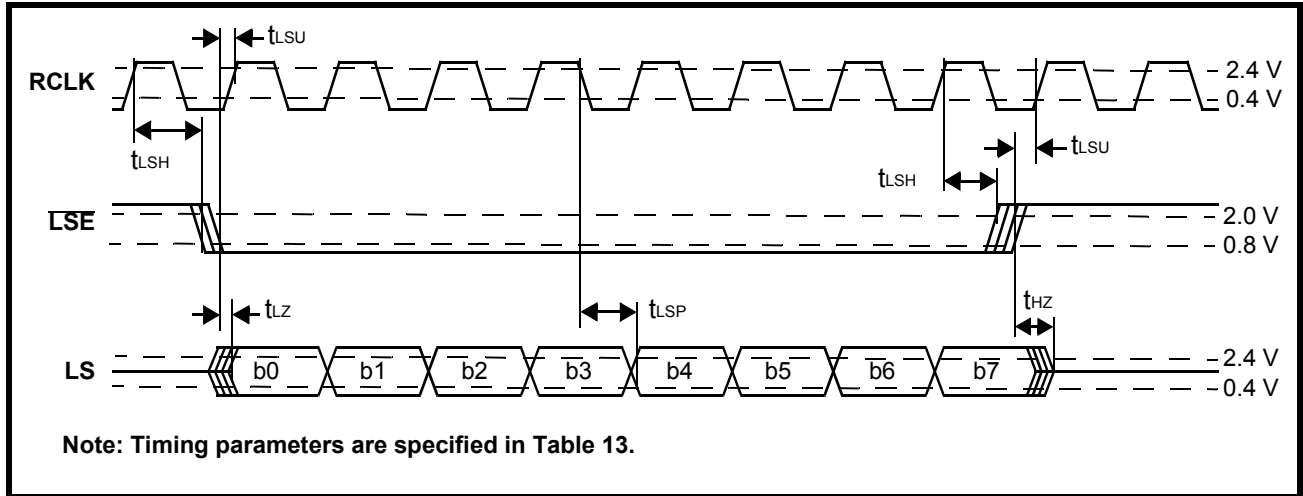 tLSU
RCLK
2.4 V
0.4 V
tLSH
tLSU
tLSH
LSE
2.0 V
0.8 V
tLZ
tLSP
tHZ
LS
b0 b1 b2 b3 b4 b5 b6 b7
2.4 V
0.4 V
Note: Timing parameters are specified in Table 13.